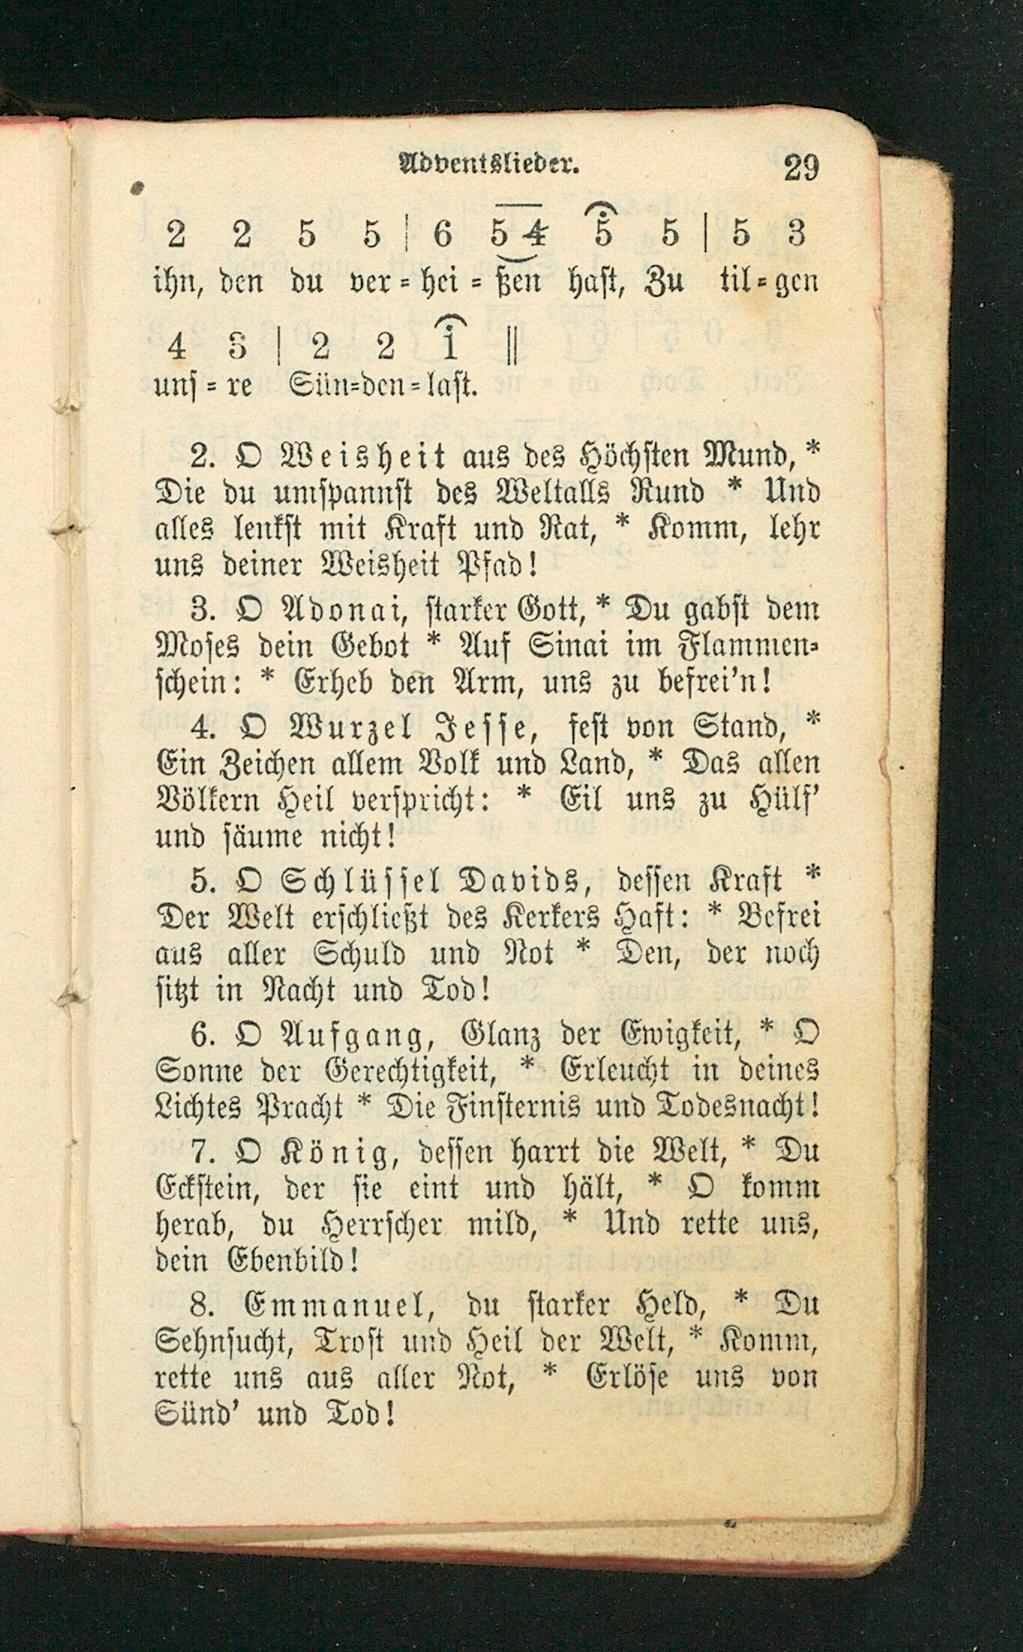 Adventslieder. 29
2 2 5 5 | 6 5 4 5 5 | 5 3
ihn, den du ver=hei=ßen hast, Zu til=gen
4 3 | 2 2 1 ||
uns=re Sün=den=last.
2. O Weisheit aus des Höchsten Mund, *
Die du umspannst des Weltalls Rund * Und
alles lenkst mit Kraft und Rat, * Komm, lehr
uns deiner Weisheit Pfad!
3. O Adonai, starker Gott, * Du gabst dem
Moses dein Gebot * Auf Sinai im Flammen=
schein: * Erheb den Arm, uns zu befrei'n!
4. O Wurzel Jesse, fest von Stand, *
Ein Zeichen allem Volk und Land, * Das allen
Völkern Heil verspricht: * Eil uns zu Hülf'
und säume nicht!
5. O Schlüssel Davids, dessen Kraft *
Der Welt erschließt des Kerkers Haft: * Befrei
aus aller Schuld und Not * Den, der noch
sitzt in Nacht und Tod!
6. O Aufgang, Glanz der Ewigkeit, * O
Sonne der Gerechtigkeit, * Erleucht in deines
Lichtes Pracht * Die Finsternis und Todesnacht!
7. O König, dessen harrt die Welt, * Du
Eckstein, der sie eint und hält, * O komm
herab, du Herrscher mild, * Und rette uns,
dein Ebenbild!
8. Emmanuel, du starker Held, * Du
Sehnsucht, Trost und Heil der Welt, * Komm,
rette uns aus aller Not, * Erlöse uns von
Sünd' und Tod!